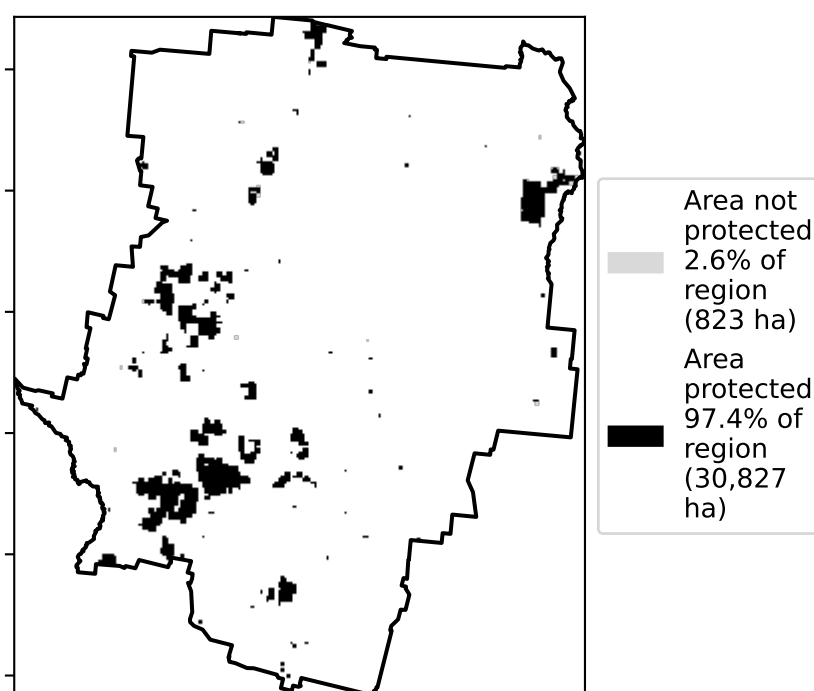 Area not
protected
2.6% of
region
(823 ha)
Area
protected
97.4% of
region
(30,827
ha)